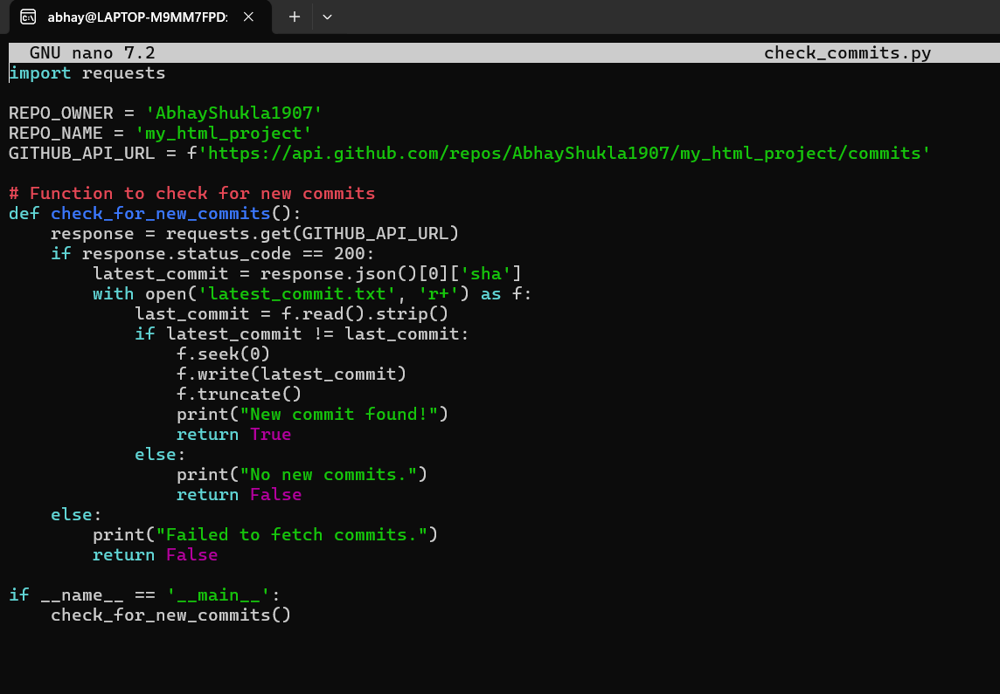 abhay@LAPTOP-M9MM7FPD:
GNU nano 7.2 check_commits.py
import requests

REPO_OWNER = 'AbhayShukla1907'
REPO_NAME = 'my_html_project'
GITHUB_API_URL = f'https://api.github.com/repos/AbhayShukla1907/my_html_project/commits'

# Function to check for new commits
def check_for_new_commits():
    response = requests.get(GITHUB_API_URL)
    if response.status_code == 200:
        latest_commit = response.json()[0]['sha']
        with open('latest_commit.txt', 'r+') as f:
            last_commit = f.read().strip()
            if latest_commit != last_commit:
                f.seek(0)
                f.write(latest_commit)
                f.truncate()
                print("New commit found!")
                return True
            else:
                print("No new commits.")
                return False
    else:
        print("Failed to fetch commits.")
        return False

if __name__ == '__main__':
    check_for_new_commits()